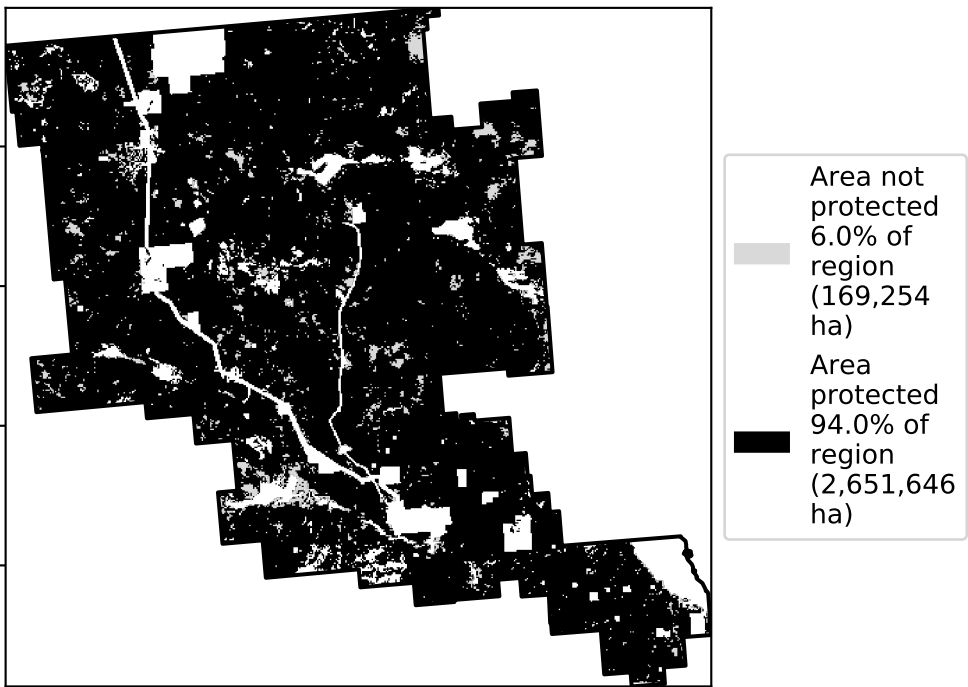 Area not
protected
6.0% of
region
(169,254
ha)
Area
protected
94.0% of
region
(2,651,646
ha)